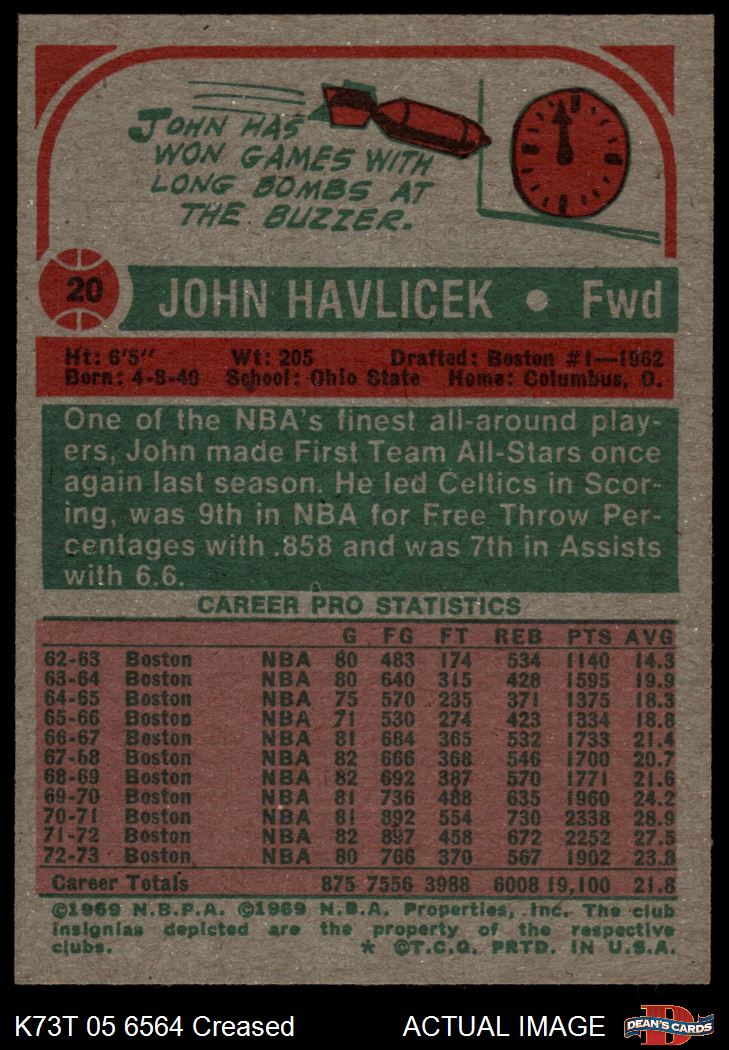 JOHN HAS
WON GAMES WITH
LONG BOMBS AT
THE BUZZER.
20
JOHN HAVLICEK • Fwd
Ht: 6'5" Wt: 205 Drafted: Boston #1—1962
Born: 4-8-40 School: Ohio State Home: Columbus, O.
One of the NBA's finest all-around play-
ers, John made First Team All-Stars once
again last season. He led Celtics in Scor-
ing, was 9th in NBA for Free Throw Per-
centages with .858 and was 7th in Assists
with 6.6.
CAREER PRO STATISTICS
G FG FT REB PTS AVG
62-63 Boston NBA 80 483 174 534 1140 14.3
63-64 Boston NBA 80 640 315 428 1595 19.9
64-65 Boston NBA 75 570 235 371 1375 18.3
65-66 Boston NBA 71 530 274 423 1334 18.8
66-67 Boston NBA 81 684 365 532 1733 21.4
67-68 Boston NBA 82 666 368 546 1700 20.7
68-69 Boston NBA 82 692 387 570 1771 21.6
69-70 Boston NBA 81 736 488 635 1960 24.2
70-71 Boston NBA 81 892 554 730 2338 28.9
71-72 Boston NBA 82 897 458 672 2252 27.5
72-73 Boston NBA 80 766 370 567 1902 23.8
Career Totals 875 7556 3988 6008 19,100 21.8
©1969 N.B.P.A. ©1969 N.B.A. Properties, Inc. The club
insignias depicted are the property of the respective
clubs. * ©T.C.G. PRTD. IN U.S.A.
K73T 05 6564 Creased ACTUAL IMAGE
DEAN'S CARDS